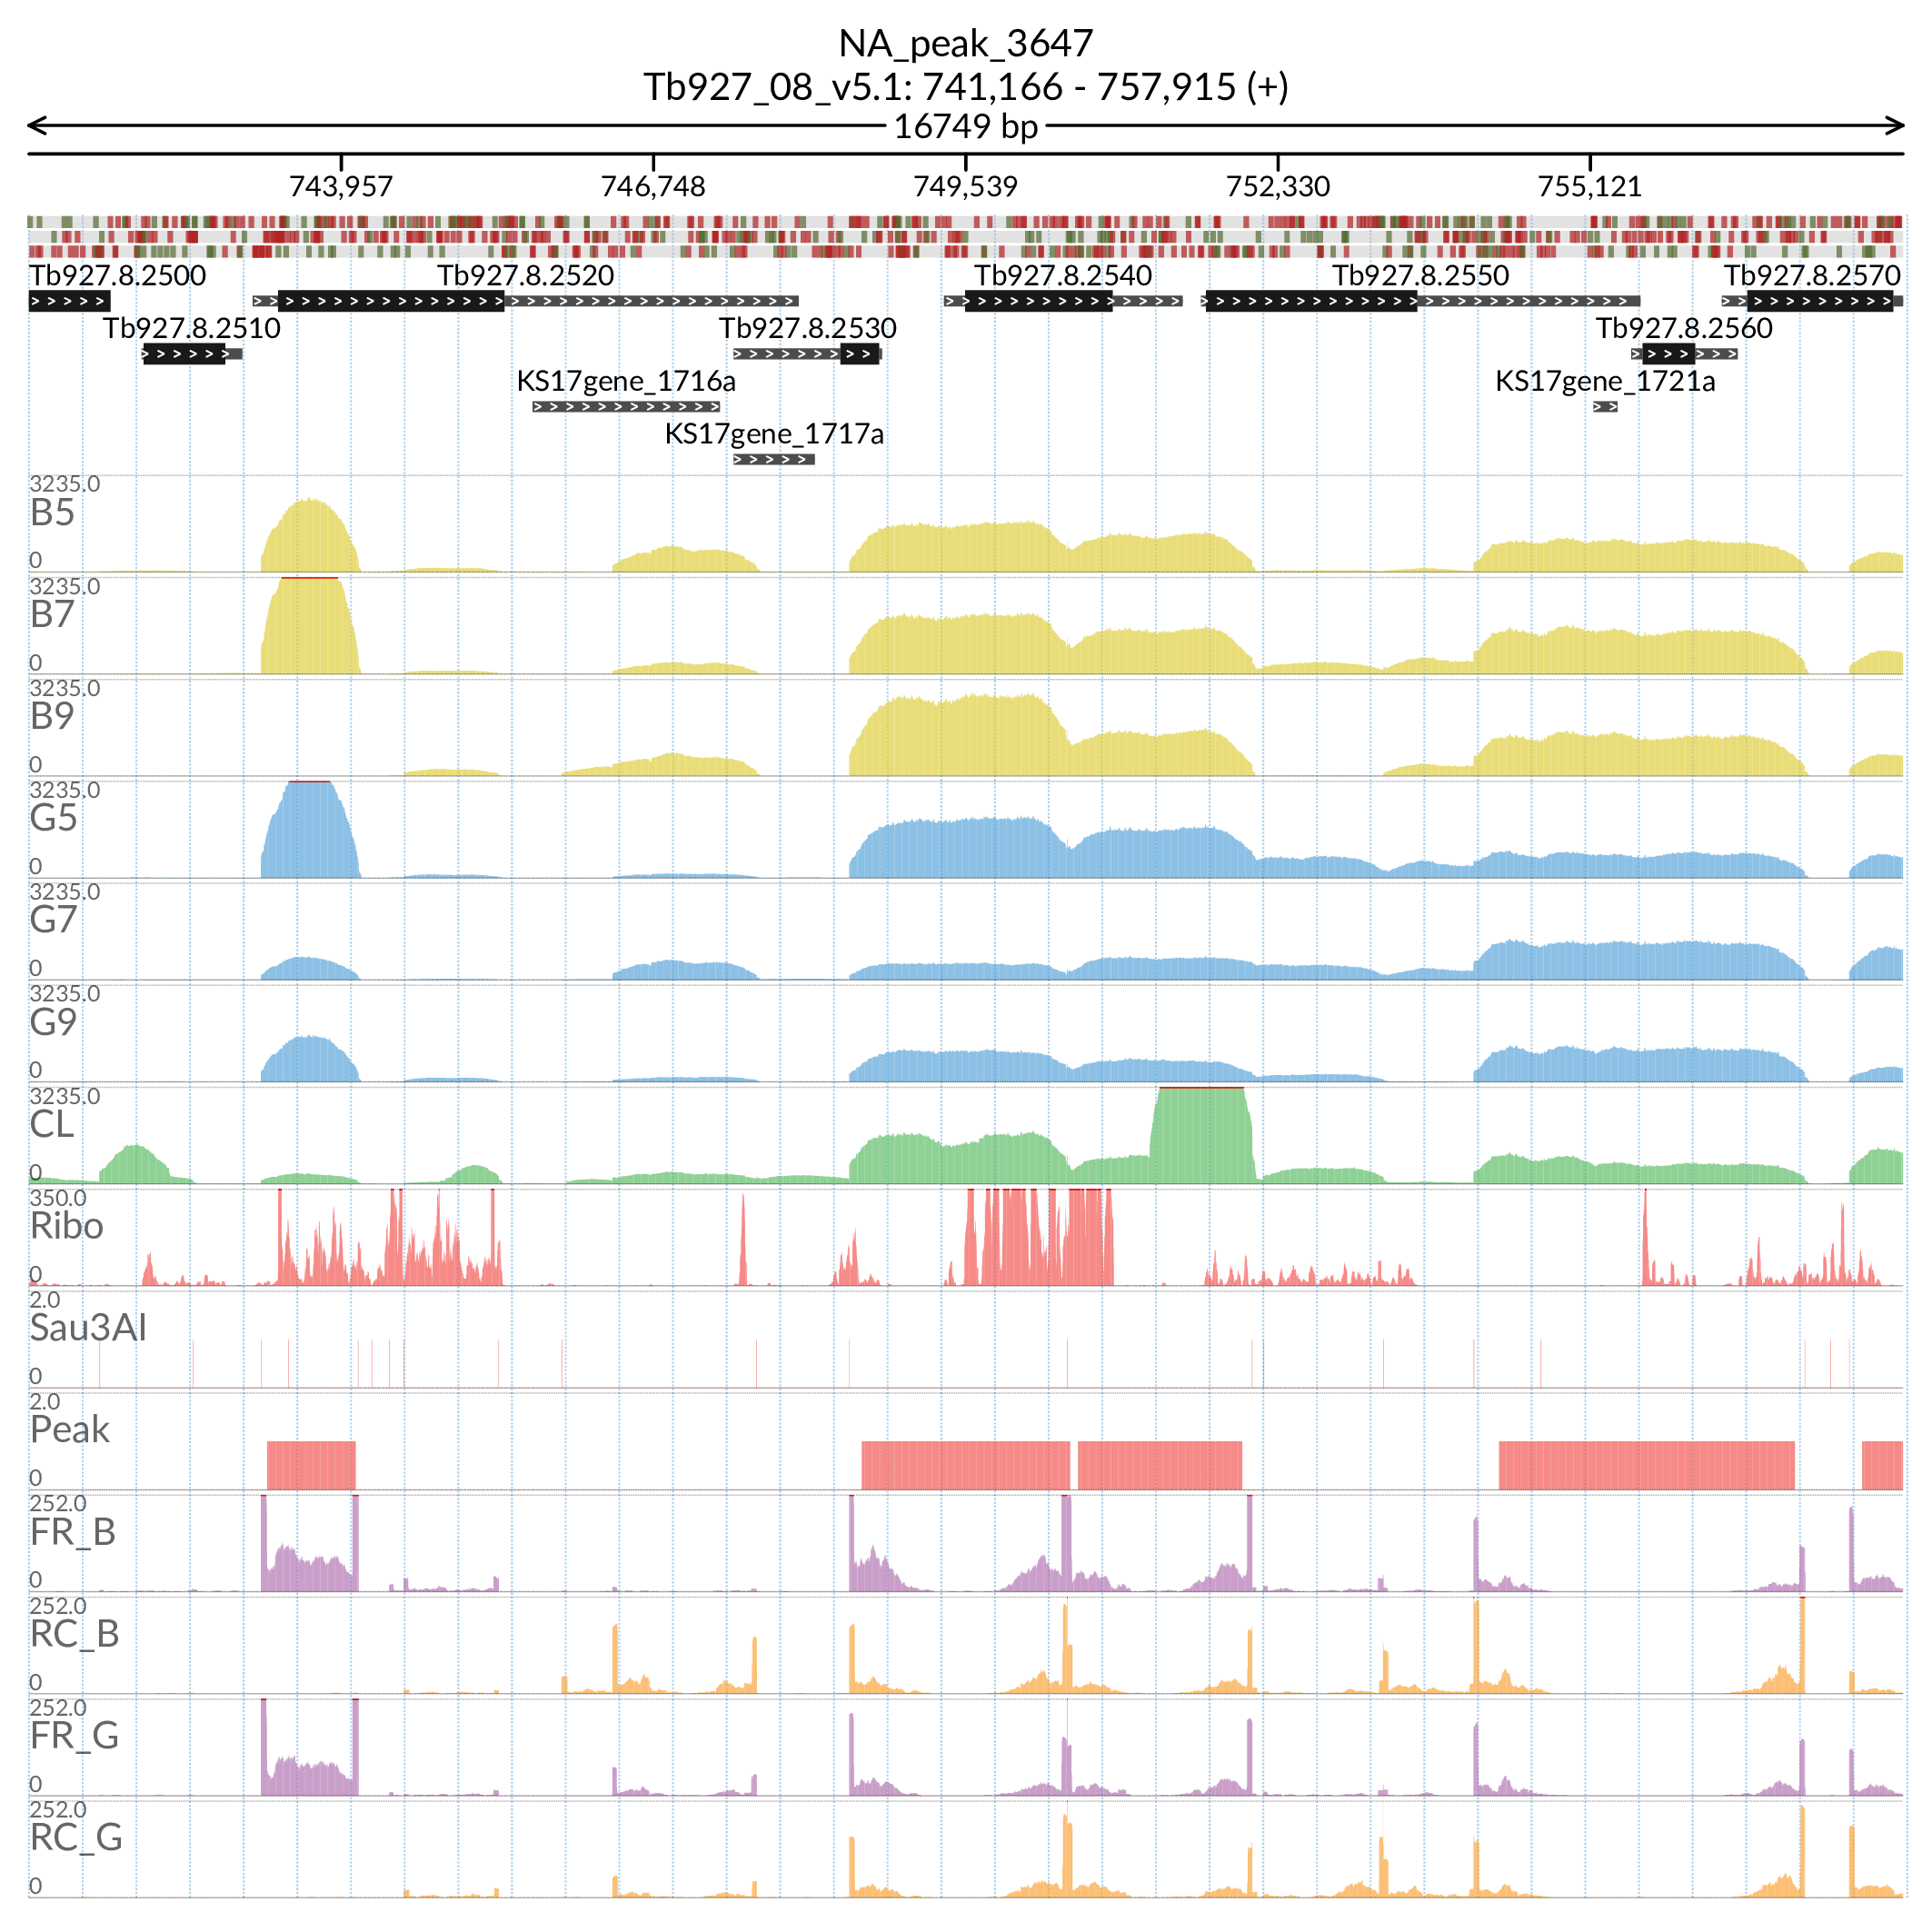 NA_peak_3647
Tb927_08_v5.1: 741,166 - 757,915 (+)
16749 bp
743,957 746,748 749,539 752,330 755,121
Tb927.8.2500 Tb927.8.2520 Tb927.8.2540 Tb927.8.2550 Tb927.8.2570
Tb927.8.2510 Tb927.8.2530 Tb927.8.2560
KS17gene_1716a KS17gene_1721a
KS17gene_1717a
3235.0
B5
0
3235.0
B7
0
3235.0
B9
0
3235.0
G5
0
3235.0
G7
0
3235.0
G9
0
3235.0
CL
0
350.0
Ribo
0
2.0
Sau3AI
0
2.0
Peak
0
252.0
FR_B
0
252.0
RC_B
0
252.0
FR_G
0
252.0
RC_G
0